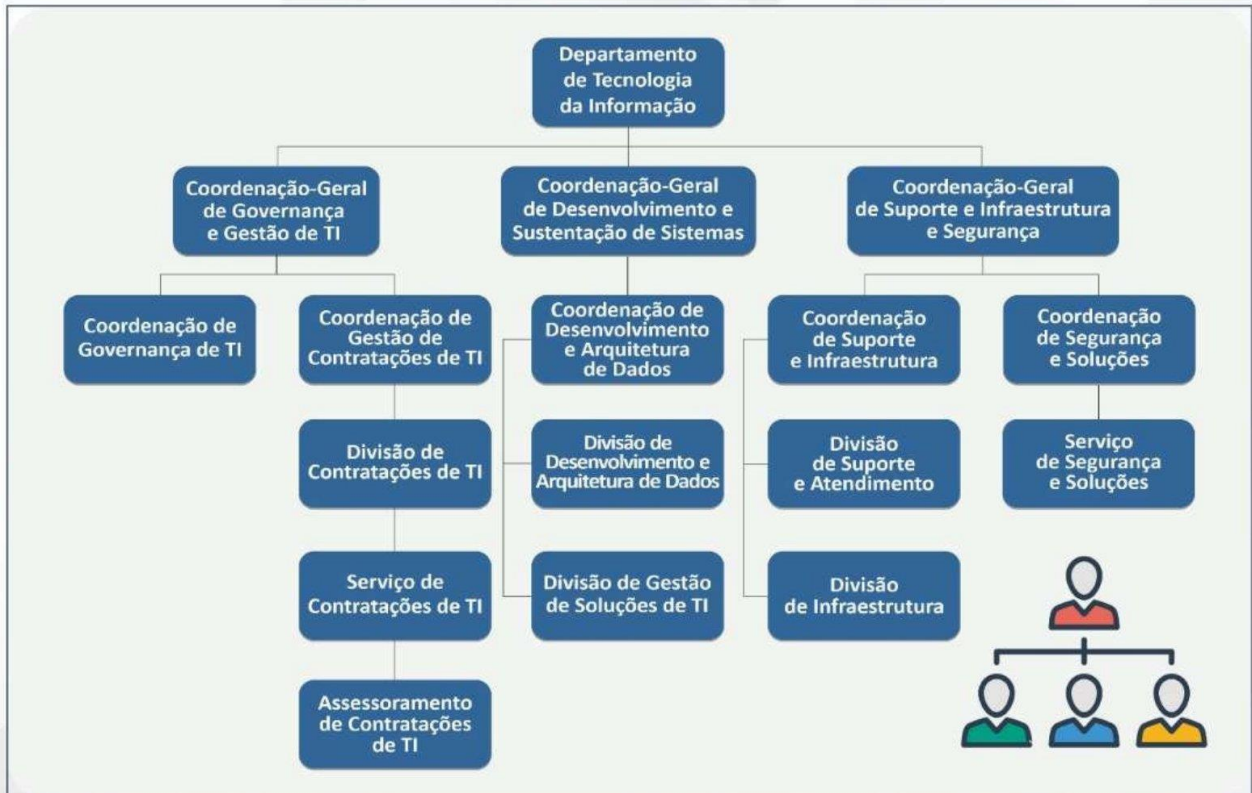 Departamento
de Tecnologia
da Informação
Coordenação-Geral
de Governança
e Gestão de TI
Coordenação-Geral
de Desenvolvimento e
Sustentação de Sistemas
Coordenação-Geral
de Suporte e Infraestrutura
e Segurança
Coordenação de
Governança de TI
Coordenação de
Gestão de
Contratações de TI
Coordenação de
Desenvolvimento
e Arquitetura
de Dados
Coordenação
de Suporte
e Infraestrutura
Coordenação
de Segurança
e Soluções
Divisão de
Contratações de TI
Divisão de
Desenvolvimento e
Arquitetura de Dados
Divisão
de Suporte
e Atendimento
Serviço
de Segurança
e Soluções
Serviço de
Contratações de TI
Divisão de Gestão
de Soluções de TI
Divisão
de Infraestrutura
Assessoramento
de Contratações
de TI